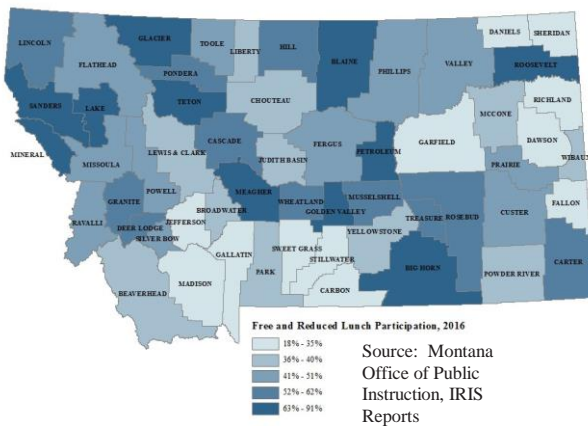 DANIELS
SHERIDAN
LINCOLN
GLACIER
TOOLE
LIBERTY
HILL
BLAINE
PHILLIPS
VALLEY
ROOSEVELT
FLATHEAD
PONDERA
RICHLAND
SANDERS
LAKE
TETON
CHOUTEAU
MCCONE
GARFIELD
DAWSON
MINERAL
CASCADE
FERGUS
PETROLEUM
MISSOULA
LEWIS & CLARK
JUDITH BASIN
PRAIRIE
WIBAUX
POWELL
MEAGHER
WHEATLAND
MUSSELSHELL
FALLON
GRANITE
BROADWATER
GOLDEN VALLEY
TREASURE
ROSEBUD
CUSTER
RAVALLI
JEFFERSON
DEER LODGE
SILVER BOW
YELLOWSTONE
GALLATIN
SWEET GRASS
STILLWATER
BIG HORN
POWDER RIVER
CARTER
MADISON
PARK
CARBON
BEAVERHEAD
Free and Reduced Lunch Participation, 2016
18% - 35%
36% - 40%
41% - 51%
52% - 62%
63% - 91%
Source: Montana
Office of Public
Instruction, IRIS
Reports